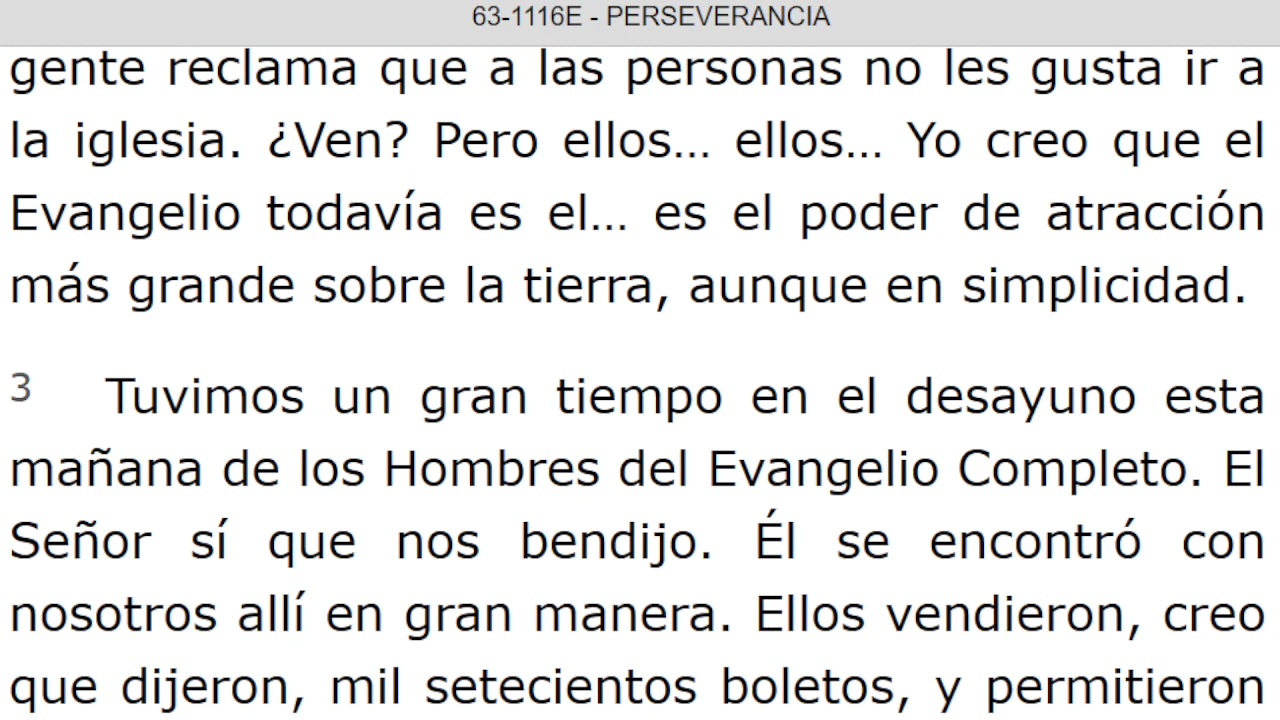 63-1116E - PERSEVERANCIA
gente reclama que a las personas no les gusta ir a
la iglesia. ¿Ven? Pero ellos... ellos... Yo creo que el
Evangelio todavía es el... es el poder de atracción
más grande sobre la tierra, aunque en simplicidad.
3 Tuvimos un gran tiempo en el desayuno esta
mañana de los Hombres del Evangelio Completo. El
Señor sí que nos bendijo. Él se encontró con
nosotros allí en gran manera. Ellos vendieron, creo
que dijeron, mil setecientos boletos, y permitieron